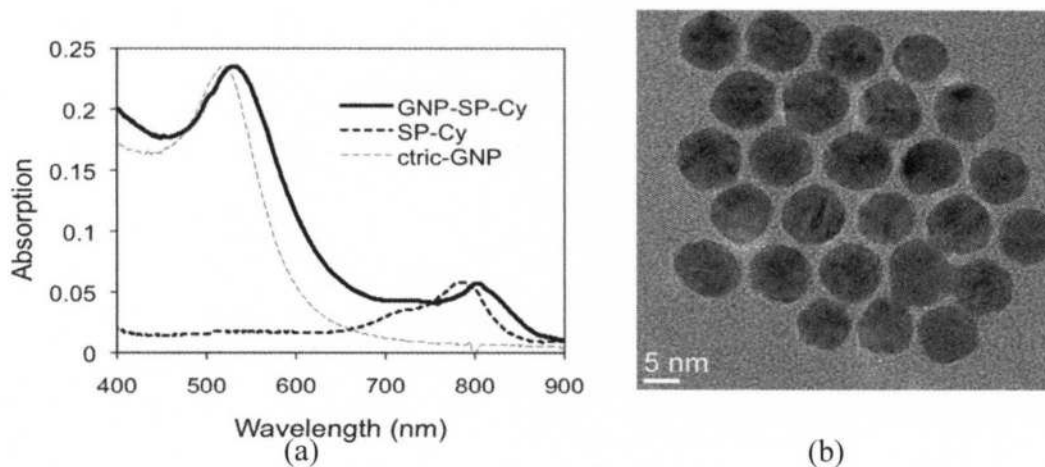 0.25
0.2
0.15
0.1
0.05
0
Absorption
GNP-SP-Cy
SP-Cy
ctric-GNP
400 500 600 700 800 900
Wavelength (nm)
(a)
5 nm
(b)